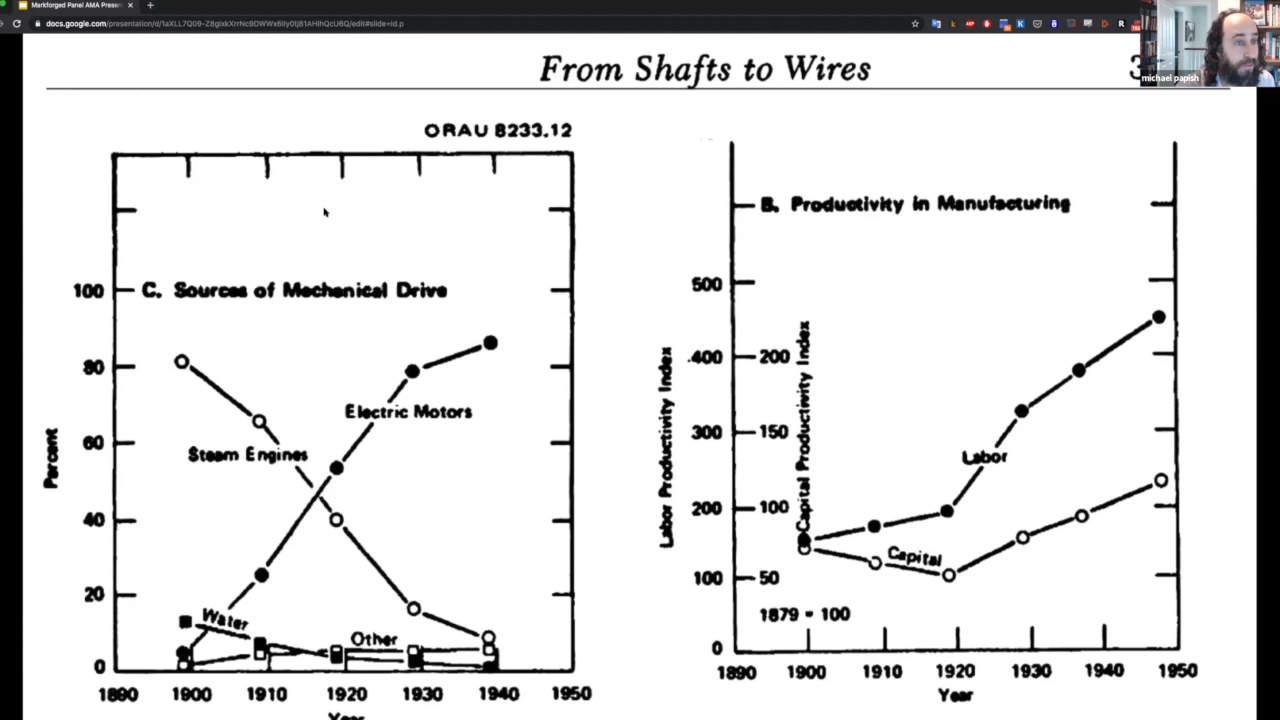 Markforged Panel AMA Presen
docs.google.com/presentation/d/1aXLL7Q09-Z8gixkXrrNc9DWWx6Ily0tj81AHlhQcU6Q/edit#slide=id.p
michael papish
From Shafts to Wires
ORAU 8233.12
C. Sources of Mechanical Drive
100
80
60
40
20
0
Percent
Electric Motors
Steam Engines
Water
Other
1890 1900 1910 1920 1930 1940 1950
Year
B. Productivity in Manufacturing
500
400
300
200
100
0
Labor Productivity Index
200
150
100
50
Capital Productivity Index
Labor
Capital
1879 = 100
1890 1900 1910 1920 1930 1940 1950
Year